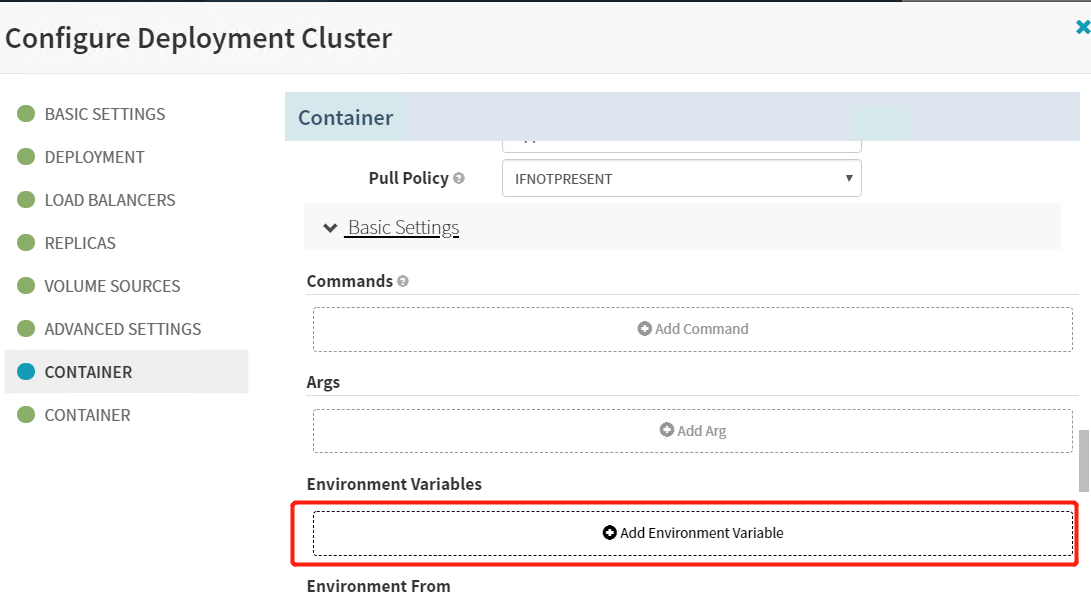 Configure Deployment Cluster
BASIC SETTINGS
DEPLOYMENT
LOAD BALANCERS
REPLICAS
VOLUME SOURCES
ADVANCED SETTINGS
CONTAINER
CONTAINER
Container
Pull Policy
IFNOTPRESENT
Basic Settings
Commands
Add Command
Args
Add Arg
Environment Variables
Add Environment Variable
Environment From